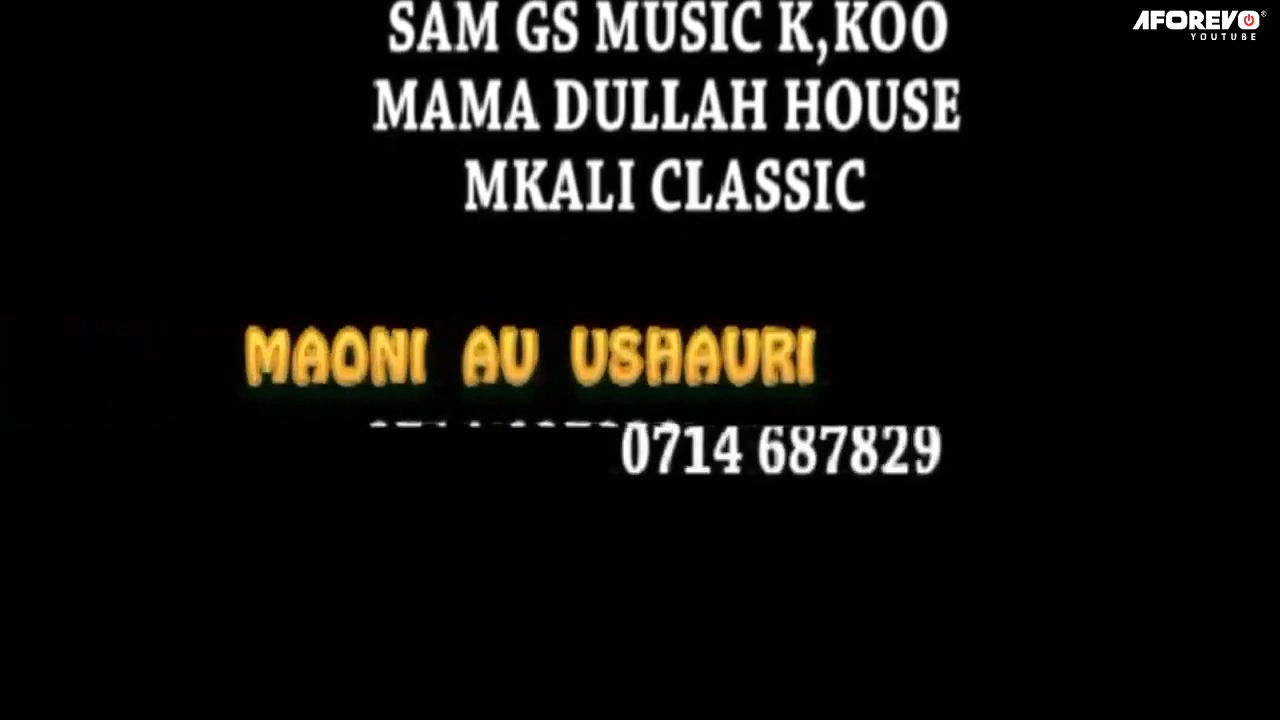 AFOREVO
YOUTUBE
SAM GS MUSIC K,KOO
MAMA DULLAH HOUSE
MKALI CLASSIC
MAONI AU USHAURI
0714 687829